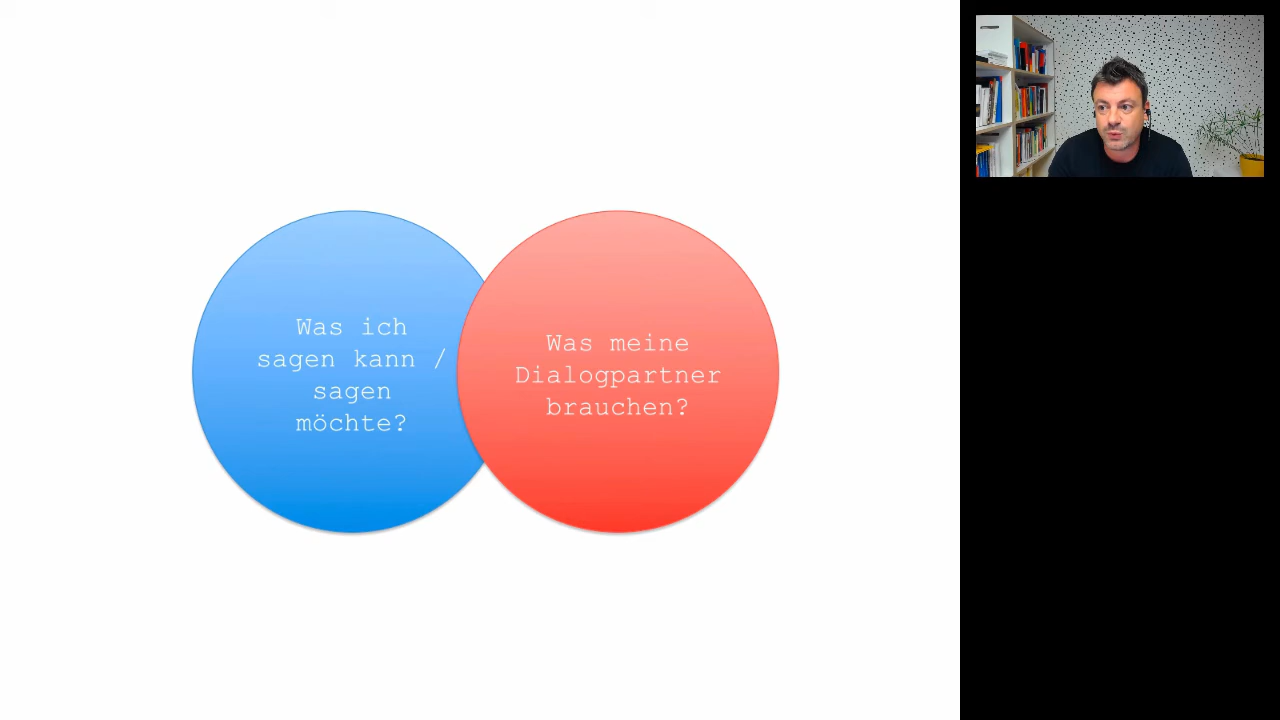 Was ich
sagen kann /
sagen
möchte?
Was meine
Dialogpartner
brauchen?